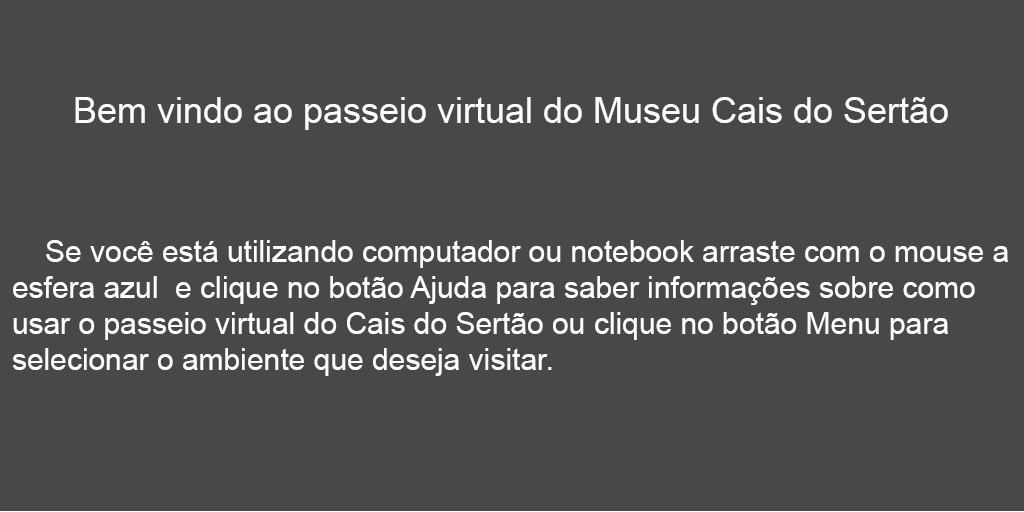 Bem vindo ao passeio virtual do Museu Cais do Sertão
Se você está utilizando computador ou notebook arraste com o mouse a
esfera azul  e clique no botão Ajuda para saber informações sobre como
usar o passeio virtual do Cais do Sertão ou clique no botão Menu para
selecionar o ambiente que deseja visitar.